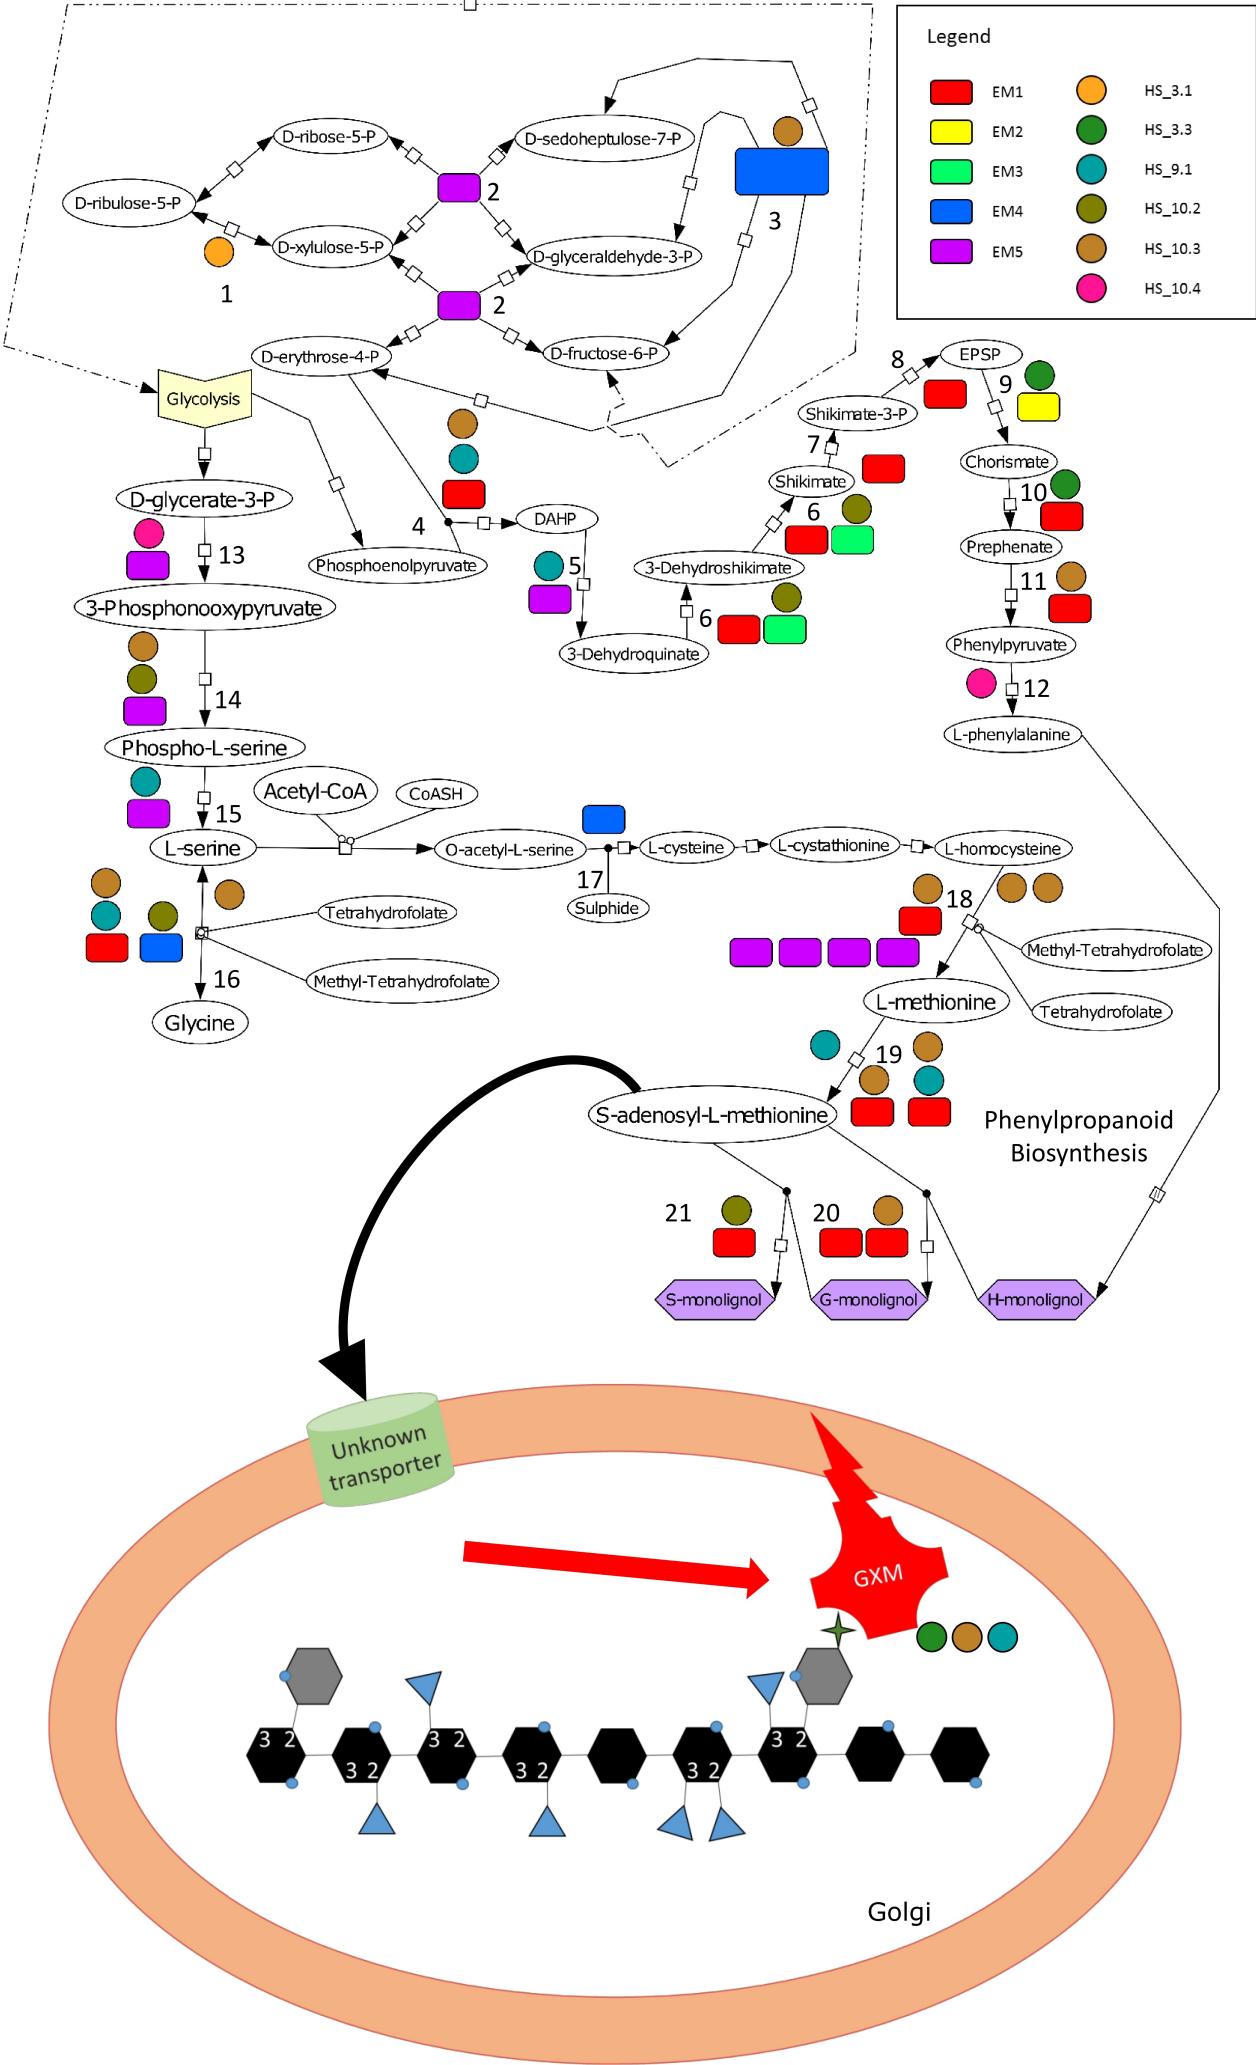 Legend
EM1
HS_3.1
EM2
HS_3.3
EM3
HS_9.1
EM4
HS_10.2
EM5
HS_10.3
HS_10.4
D-ribose-5-P
D-sedoheptulose-7-P
D-ribulose-5-P
2
3
D-xylulose-5-P
D-glyceraldehyde-3-P
1
2
D-erythrose-4-P
D-fructose-6-P
8
EPSP
9
Glycolysis
Shikimate-3-P
7
Chorismate
D-glycerate-3-P
Shikimate
10
4
DAHP
6
13
Phosphoenolpyruvate
5
3-Dehydroshikimate
Prephenate
11
3-Phosphonooxypyruvate
6
3-Dehydroquinate
Phenylpyruvate
12
14
Phospho-L-serine
L-phenylalanine
Acetyl-CoA
CoASH
15
L-serine
O-acetyl-L-serine
L-cysteine
L-cystathionine
L-homocysteine
17
Sulphide
18
Tetrahydrofolate
Methyl-Tetrahydrofolate
16
Methyl-Tetrahydrofolate
Glycine
L-methionine
Tetrahydrofolate
19
S-adenosyl-L-methionine
Phenylpropanoid
Biosynthesis
21
20
S-monolignol
G-monolignol
H-monolignol
Unknown
transporter
GXM
3 2
3 2
3 2
3 2
3 2
3 2
Golgi